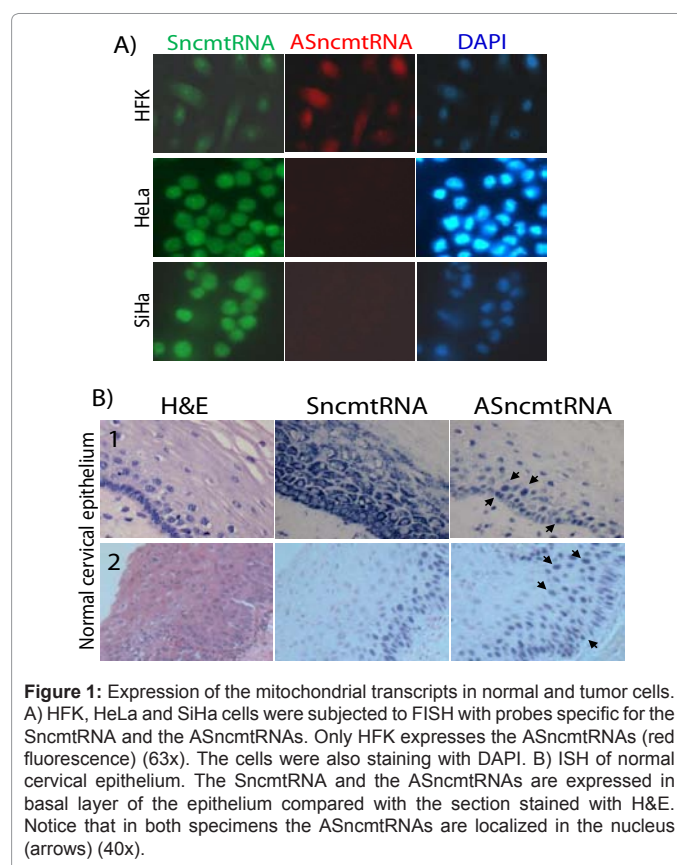 A)
SncmtRNA ASncmtRNA DAPI
HFK
HeLa
SiHa
B)
H&E SncmtRNA ASncmtRNA
Normal cervical epithelium
1
2
Figure 1: Expression of the mitochondrial transcripts in normal and tumor cells.
A) HFK, HeLa and SiHa cells were subjected to FISH with probes specific for the
SncmtRNA and the ASncmtRNAs. Only HFK expresses the ASncmtRNAs (red
fluorescence) (63x). The cells were also staining with DAPI. B) ISH of normal
cervical epithelium. The SncmtRNA and the ASncmtRNAs are expressed in
basal layer of the epithelium compared with the section stained with H&E.
Notice that in both specimens the ASncmtRNAs are localized in the nucleus
(arrows) (40x).